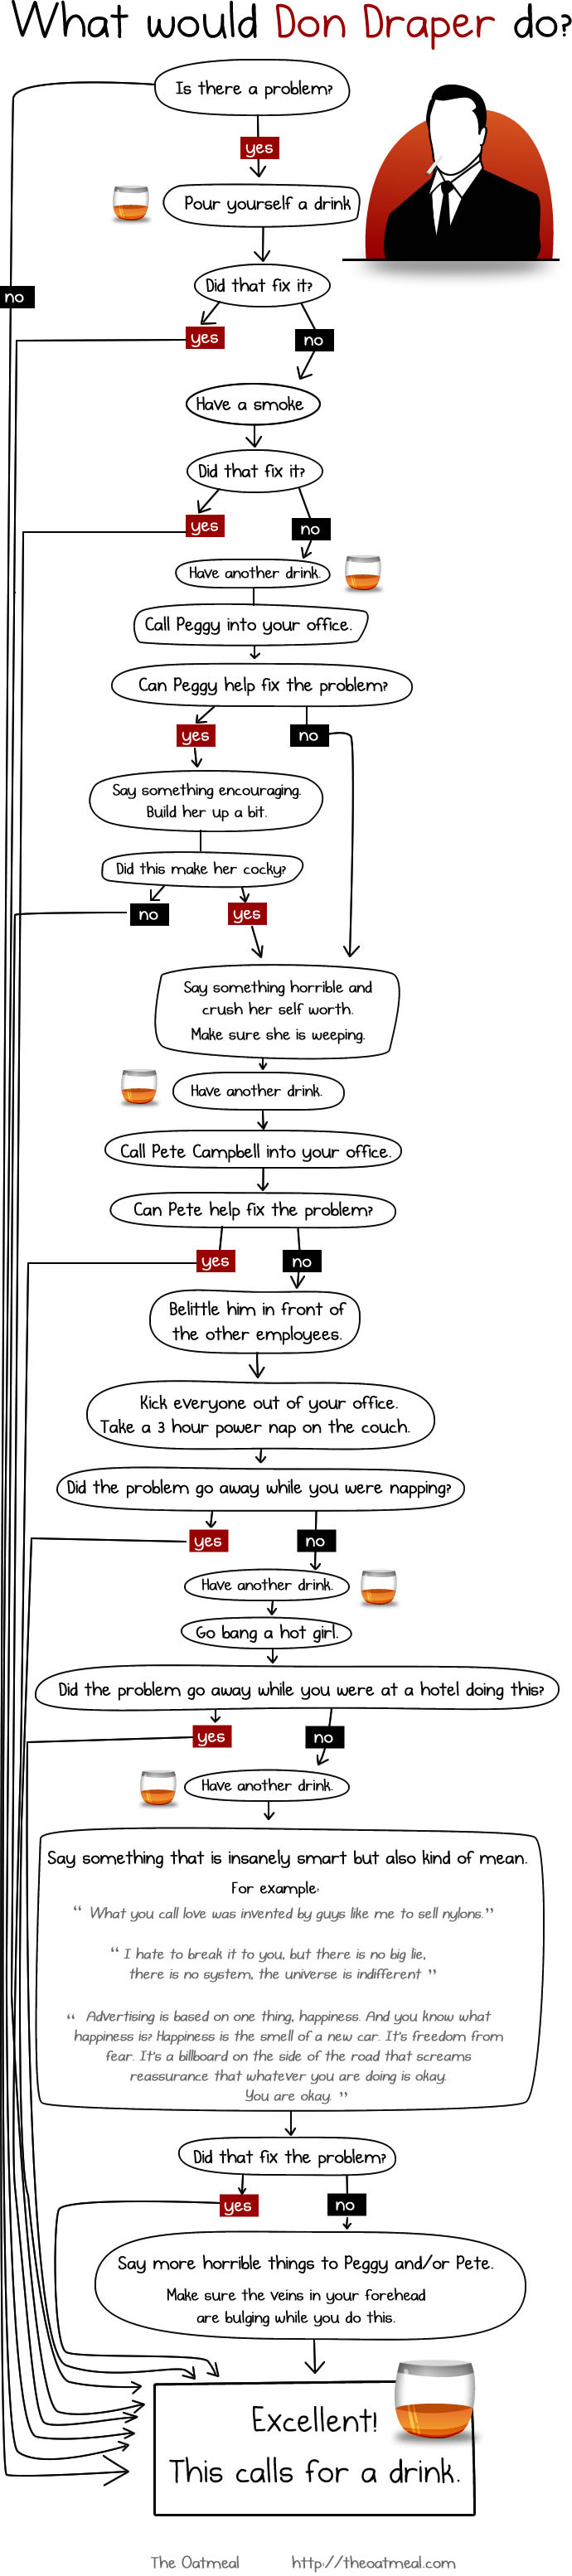 What would Don Draper do?
Is there a problem?
yes
Pour yourself a drink
Did that fix it?
no
yes
no
Have a smoke
Did that fix it?
yes
no
Have another drink.
Call Peggy into your office.
Can Peggy help fix the problem?
yes
no
Say something encouraging.
Build her up a bit.
Did this make her cocky?
no
yes
Say something horrible and
crush her self worth.
Make sure she is weeping.
Have another drink.
Call Pete Campbell into your office.
Can Pete help fix the problem?
yes
no
Belittle him in front of
the other employees.
Kick everyone out of your office.
Take a 3 hour power nap on the couch.
Did the problem go away while you were napping?
yes
no
Have another drink.
Go bang a hot girl.
Did the problem go away while you were at a hotel doing this?
yes
no
Have another drink.
Say something that is insanely smart but also kind of mean.
For example:
“ What you call love was invented by guys like me to sell nylons.”
“ I hate to break it to you, but there is no big lie,
there is no system, the universe is indifferent ”
“ Advertising is based on one thing, happiness. And you know what
happiness is? Happiness is the smell of a new car. It's freedom from
fear. It's a billboard on the side of the road that screams
reassurance that whatever you are doing is okay.
You are okay. ”
Did that fix the problem?
yes
no
Say more horrible things to Peggy and/or Pete.
Make sure the veins in your forehead
are bulging while you do this.
Excellent!
This calls for a drink.
The Oatmeal http://theoatmeal.com